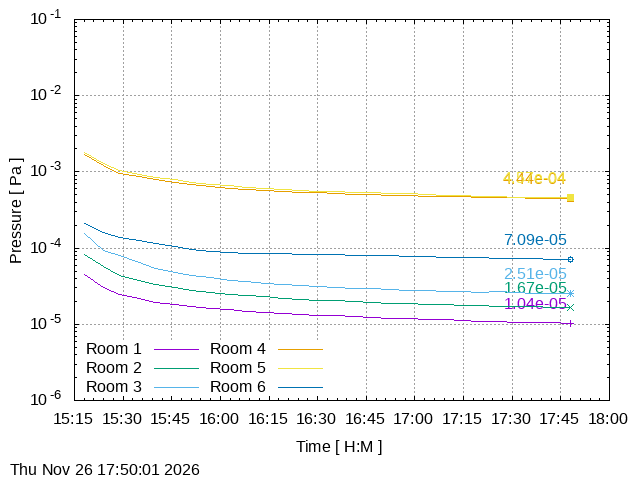 10^-1
10^-2
10^-3
10^-4
10^-5
10^-6
Pressure [ Pa ]
4.44e-04
7.09e-05
2.51e-05
1.67e-05
1.04e-05
Room 1 Room 4
Room 2 Room 5
Room 3 Room 6
15:15 15:30 15:45 16:00 16:15 16:30 16:45 17:00 17:15 17:30 17:45 18:00
Time [ H:M ]
Thu Nov 26 17:50:01 2026